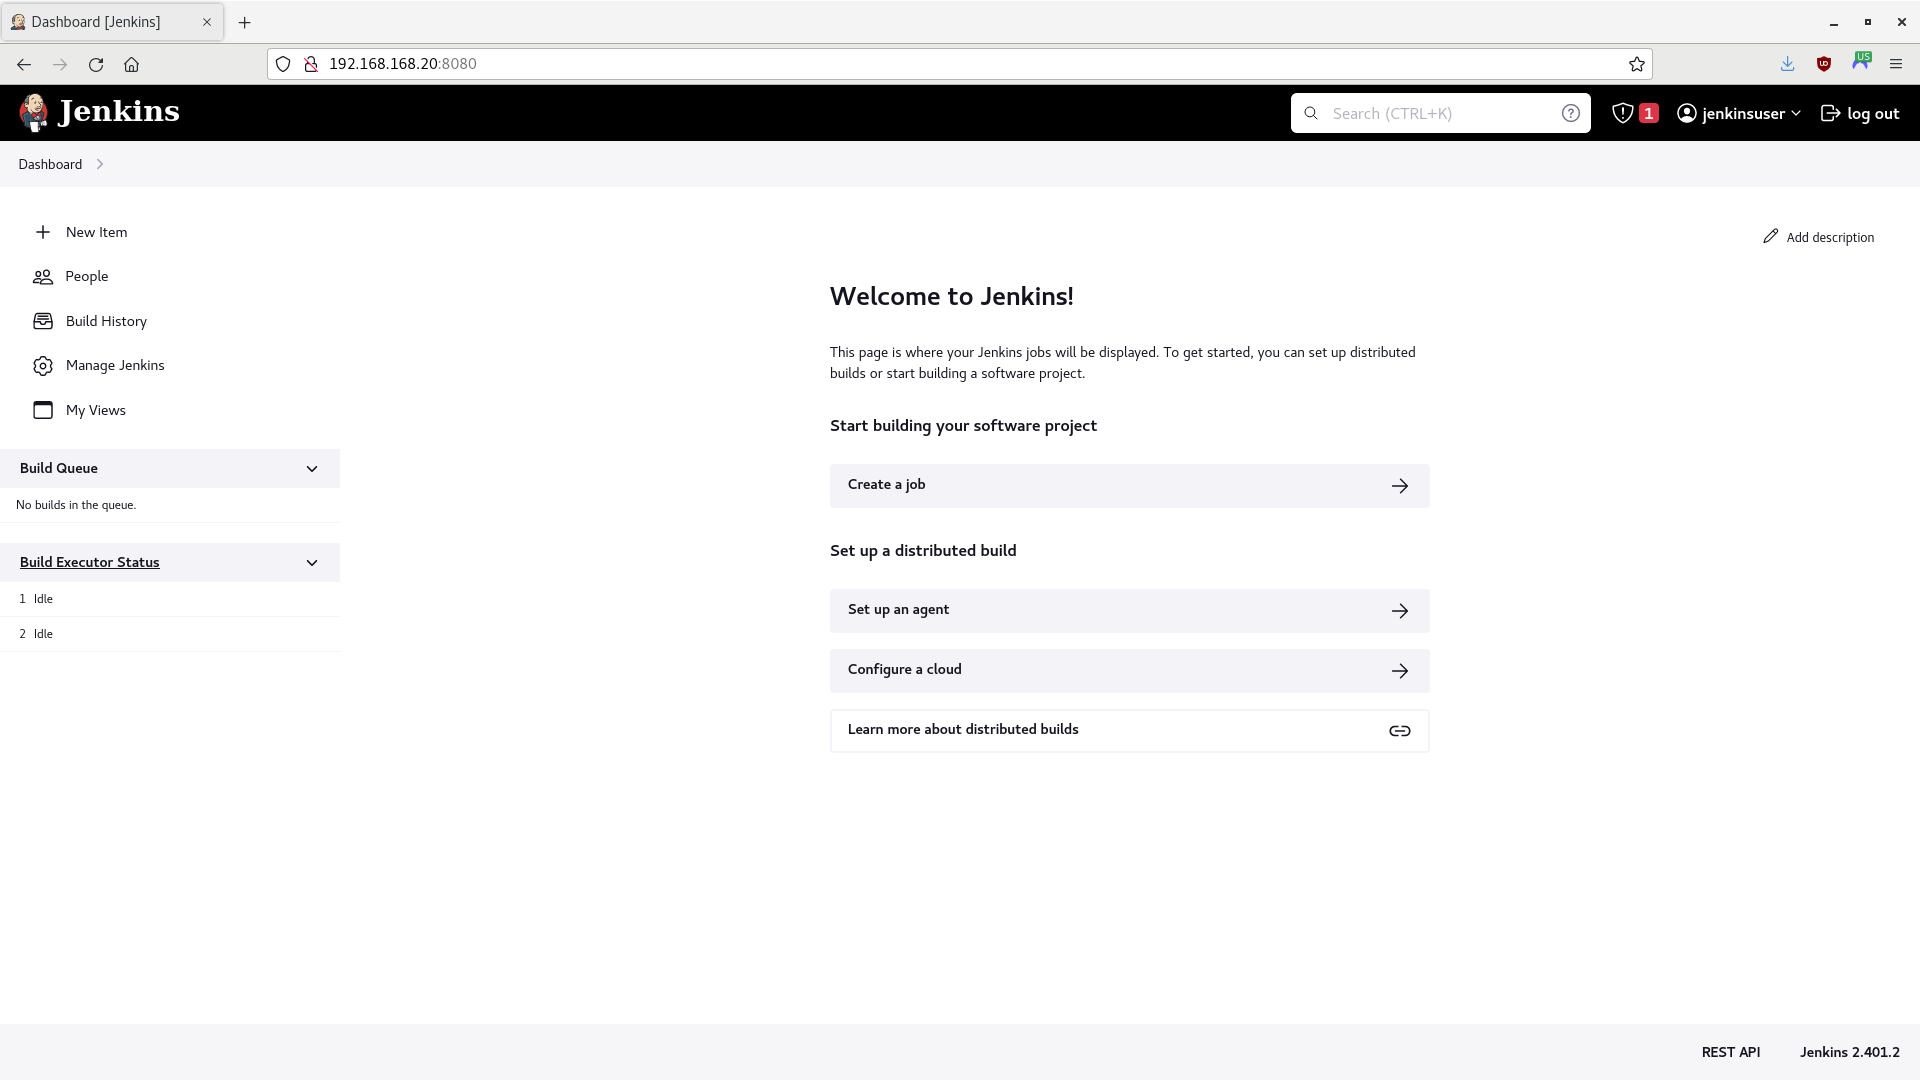 Dashboard [Jenkins]
192.168.168.20:8080
US
Jenkins
Search (CTRL+K)
1
jenkinsuser
log out
Dashboard
New Item
People
Build History
Manage Jenkins
My Views
Build Queue
No builds in the queue.
Build Executor Status
1 Idle
2 Idle
Add description
Welcome to Jenkins!
This page is where your Jenkins jobs will be displayed. To get started, you can set up distributed
builds or start building a software project.
Start building your software project
Create a job
Set up a distributed build
Set up an agent
Configure a cloud
Learn more about distributed builds
REST API
Jenkins 2.401.2